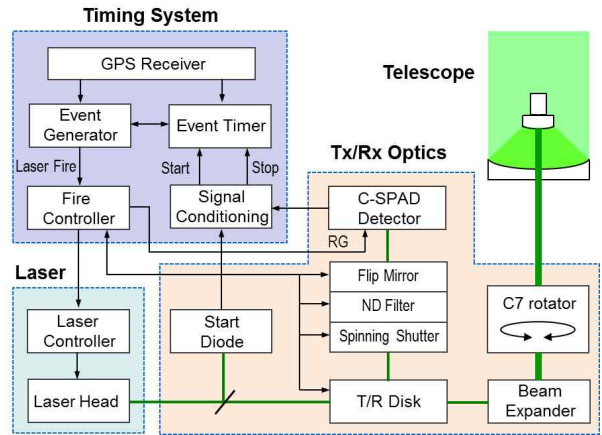 Timing System
GPS Receiver
Event
Generator
Event Timer
Laser Fire
Start
Stop
Fire
Controller
Signal
Conditioning
Telescope
Tx/Rx Optics
C-SPAD
Detector
RG
Flip Mirror
ND Filter
Spinning Shutter
C7 rotator
Laser
Laser
Controller
Start
Diode
Laser Head
T/R Disk
Beam
Expander